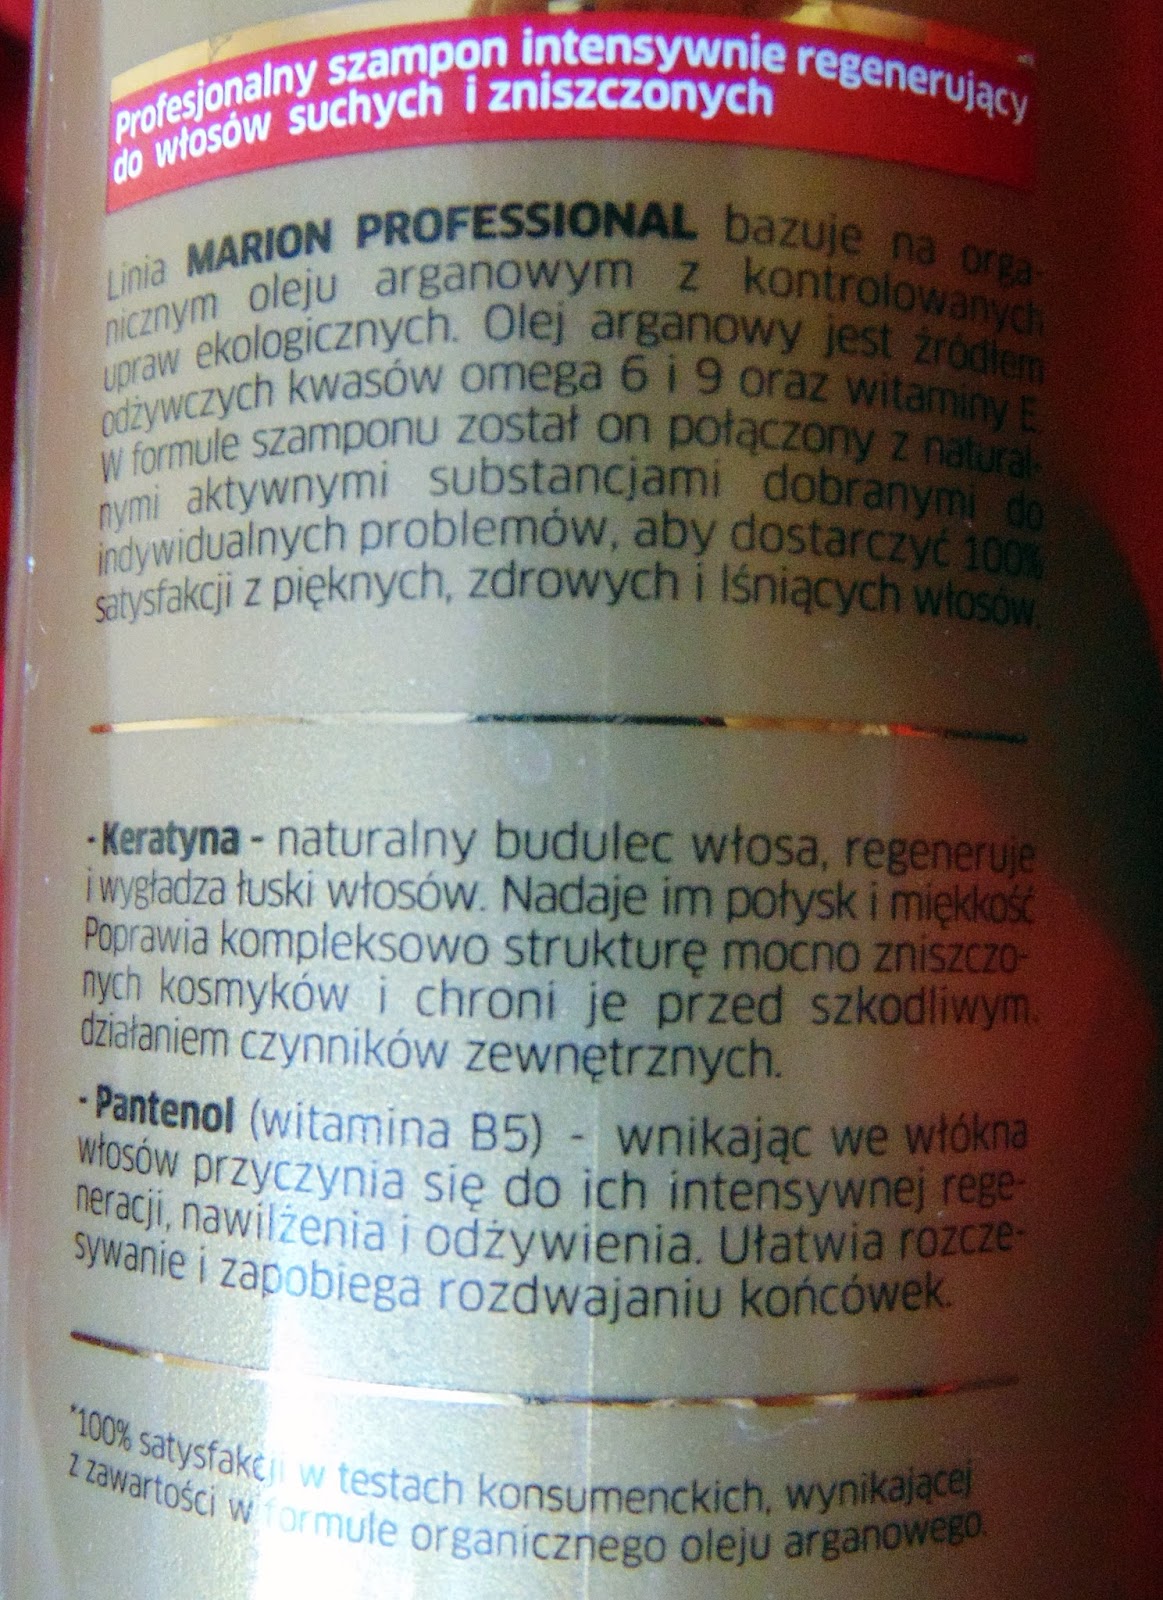 Profesjonalny szampon intensywnie regenerujący
do włosów suchych i zniszczonych
Linia MARION PROFESSIONAL bazuje na orga-
nicznym oleju arganowym z kontrolowanych
upraw ekologicznych. Olej arganowy jest źródłem
odżywczych kwasów omega 6 i 9 oraz witaminy E.
W formule szamponu został on połączony z natural-
nymi aktywnymi substancjami dobranymi do
indywidualnych problemów, aby dostarczyć 100%
satysfakcji z pięknych, zdrowych i lśniących włosów.
- Keratyna - naturalny budulec włosa, regeneruje
i wygładza łuski włosów. Nadaje im połysk i miękkość
Poprawia kompleksowo strukturę mocno zniszczo-
nych kosmyków i chroni je przed szkodliwym.
działaniem czynników zewnętrznych.
- Pantenol (witamina B5) - wnikając we włókna
włosów przyczynia się do ich intensywnej rege-
neracji, nawilżenia i odżywienia. Ułatwia rozcze-
sywanie i zapobiega rozdwajaniu końcówek.
*100% satysfakcji w testach konsumenckich, wynikającej
z zawartości w formule organicznego oleju arganowego.